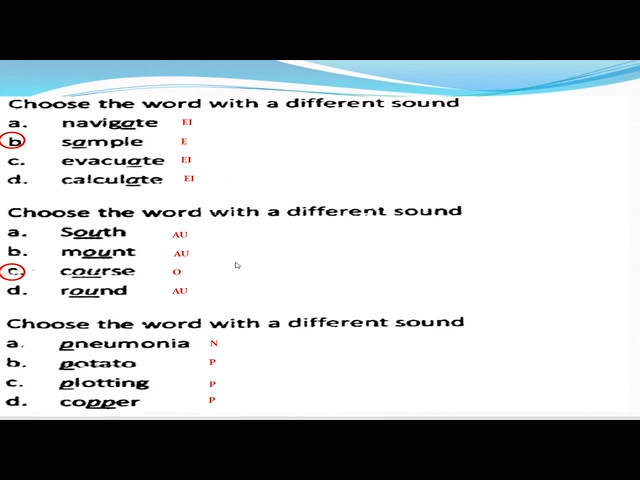 Choose the word with a different sound
a. navigate EI
b. sample E
c. evacuate EI
d. calculate EI
Choose the word with a different sound
a. South AU
b. mount AU
c. course O
d. round AU
Choose the word with a different sound
a. pneumonia N
b. potato P
c. plotting P
d. copper P